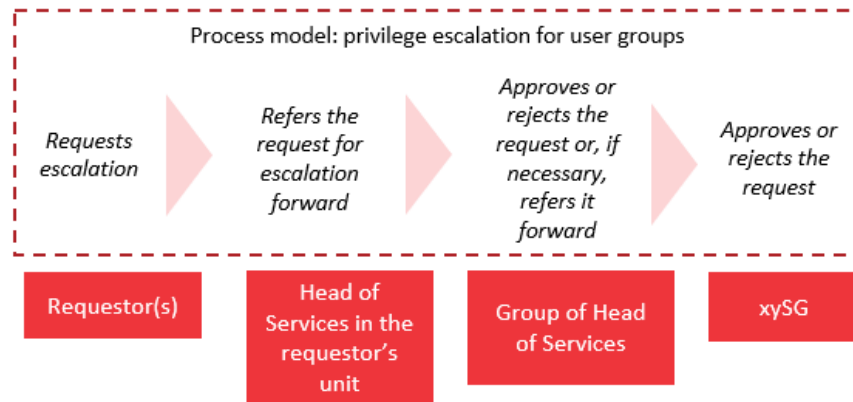 Process model: privilege escalation for user groups
Requests
escalation
Refers the
request for
escalation
forward
Approves or
rejects the
request or, if
necessary,
refers it
forward
Approves or
rejects the
request
Requestor(s)
Head of
Services in the
requestor's
unit
Group of Head
of Services
xySG